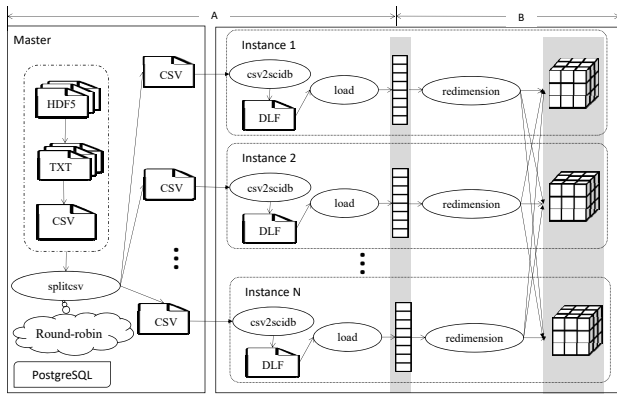 A
B
Master
HDF5
TXT
CSV
splitcsv
Round-robin
PostgreSQL
CSV
CSV
CSV
Instance 1
csv2scidb
DLF
load
redimension
Instance 2
csv2scidb
DLF
load
redimension
Instance N
csv2scidb
DLF
load
redimension